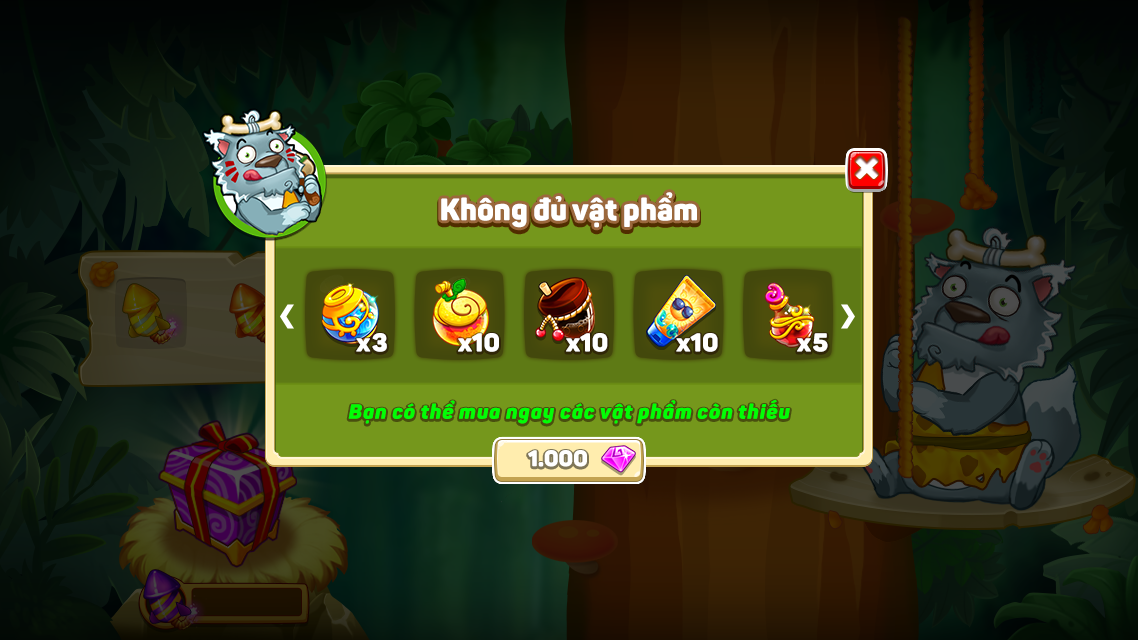 Không đủ vật phẩm
x3
x10
x10
x10
x5
Bạn có thể mua ngay các vật phẩm còn thiếu
1.000